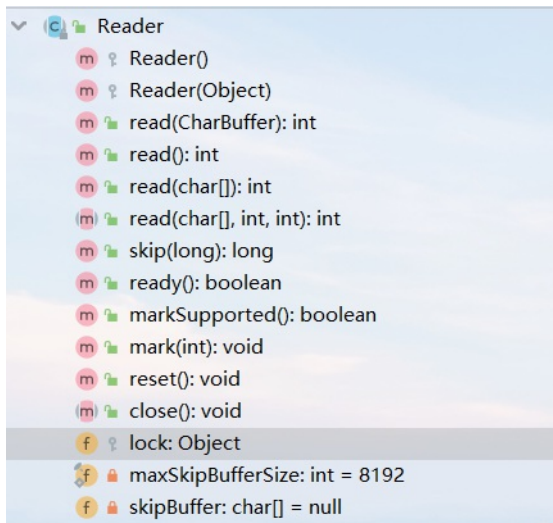 Reader
Reader()
Reader(Object)
read(CharBuffer): int
read(): int
read(char[]): int
read(char[], int, int): int
skip(long): long
ready(): boolean
markSupported(): boolean
mark(int): void
reset(): void
close(): void
lock: Object
maxSkipBufferSize: int = 8192
skipBuffer: char[] = null